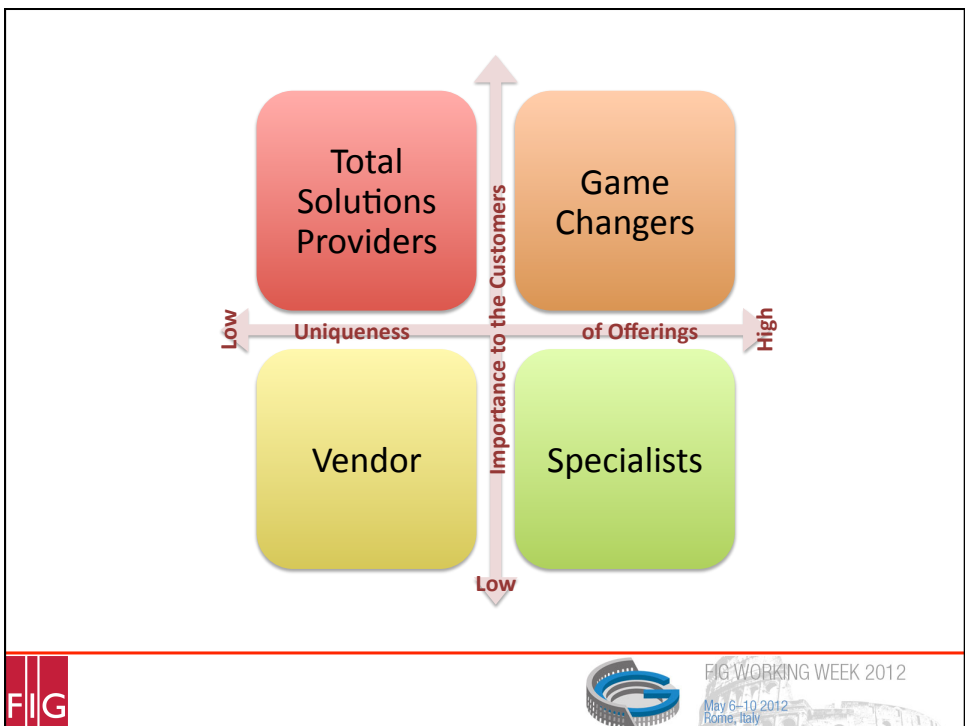 Total
Solutions
Providers
Game
Changers
Importance to the Customers
Low
Uniqueness
of Offerings
High
Vendor
Specialists
Low
FIG
FIG WORKING WEEK 2012
May 6–10 2012
Rome, Italy